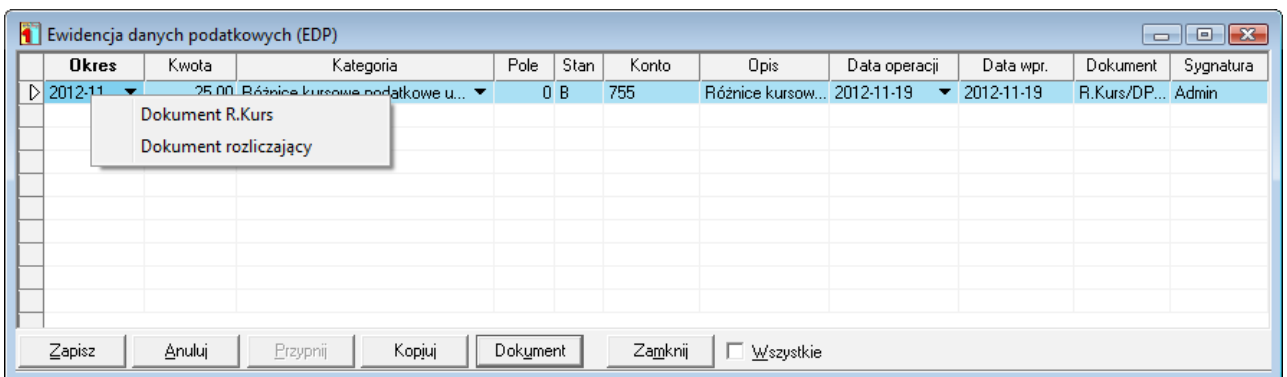 Ewidencja danych podatkowych (EDP)
Okres Kwota Kategoria Pole Stan Konto Opis Data operacji Data wpr. Dokument Sygnatura
2012-11 25.00 Różnice kursowe podatkowe u... 0 B 755 Różnice kursow... 2012-11-19 2012-11-19 R.Kurs/DP... Admin
Dokument R.Kurs
Dokument rozliczający
Zapisz Anuluj Przypnij Kopiuj Dokument Zamknij Wszystkie